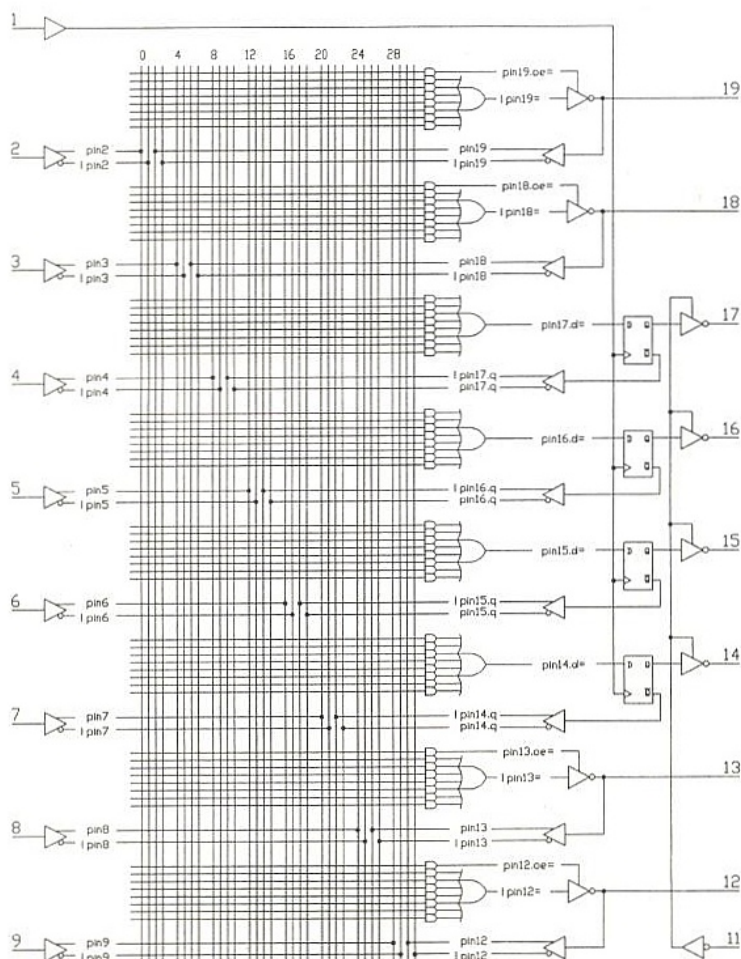 1
0 4 8 12 16 20 24 28
pin19.oe=
!pin19= 19
2 pin2 pin19
!pin2 !pin19
pin18.oe=
!pin18= 18
3 pin3 pin18
!pin3 !pin18
pin17.d= D Q 17
4 pin4 !pin17.q
!pin4 pin17.q
pin16.d= D Q 16
5 pin5 !pin16.q
!pin5 pin16.q
pin15.d= D Q 15
6 pin6 !pin15.q
!pin6 pin15.q
pin14.d= D Q 14
7 pin7 !pin14.q
!pin7 pin14.q
pin13.oe=
!pin13= 13
8 pin8 pin13
!pin8 !pin13
pin12.oe=
!pin12= 12
9 pin9 pin12 11
!pin9 !pin12